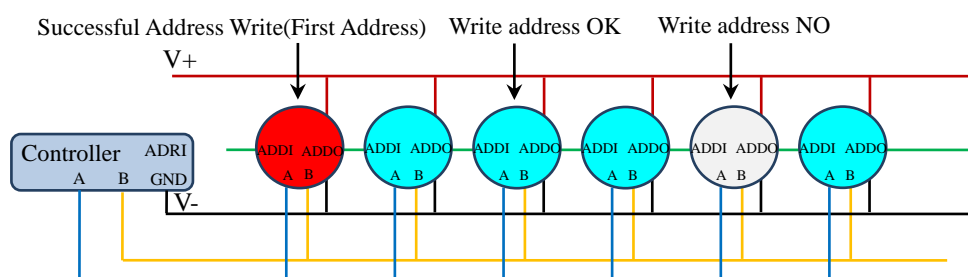 Successful Address Write(First Address) Write address OK Write address NO
V+
Controller ADRI
A B GND
V-
ADDI ADDO ADDI ADDO ADDI ADDO ADDI ADDO ADDI ADDO ADDI ADDO
A B A B A B A B A B A B